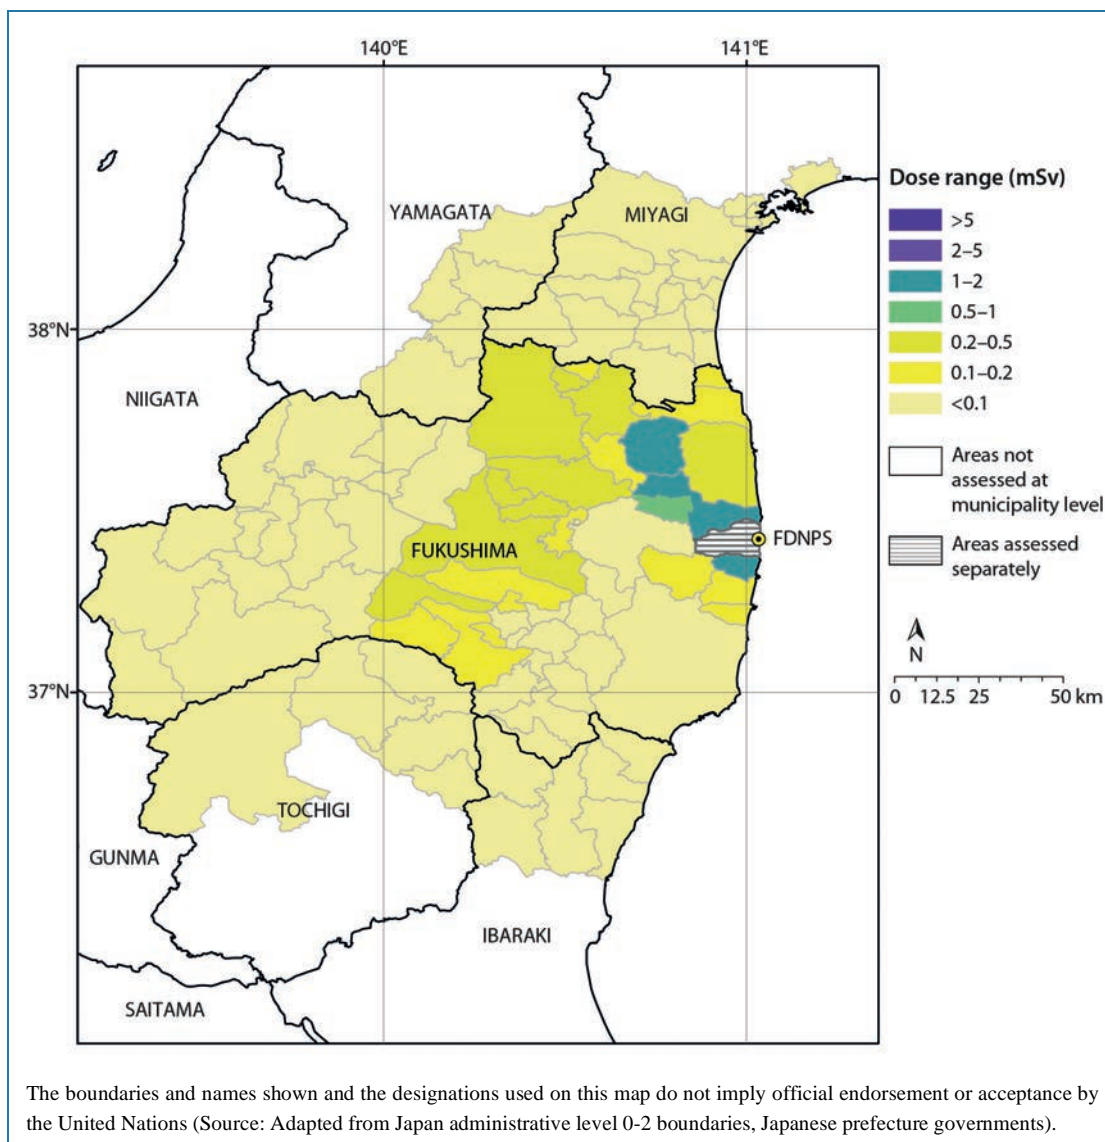 140°E
141°E
Dose range (mSv)
>5
2–5
1–2
0.5–1
0.2–0.5
0.1–0.2
<0.1
Areas not
assessed at
municipality level
Areas assessed
separately
N
0 12.5 25 50 km
YAMAGATA
MIYAGI
38°N
NIIGATA
FUKUSHIMA
FDNPS
37°N
TOCHIGI
GUNMA
IBARAKI
SAITAMA
The boundaries and names shown and the designations used on this map do not imply official endorsement or acceptance by
the United Nations (Source: Adapted from Japan administrative level 0-2 boundaries, Japanese prefecture governments).